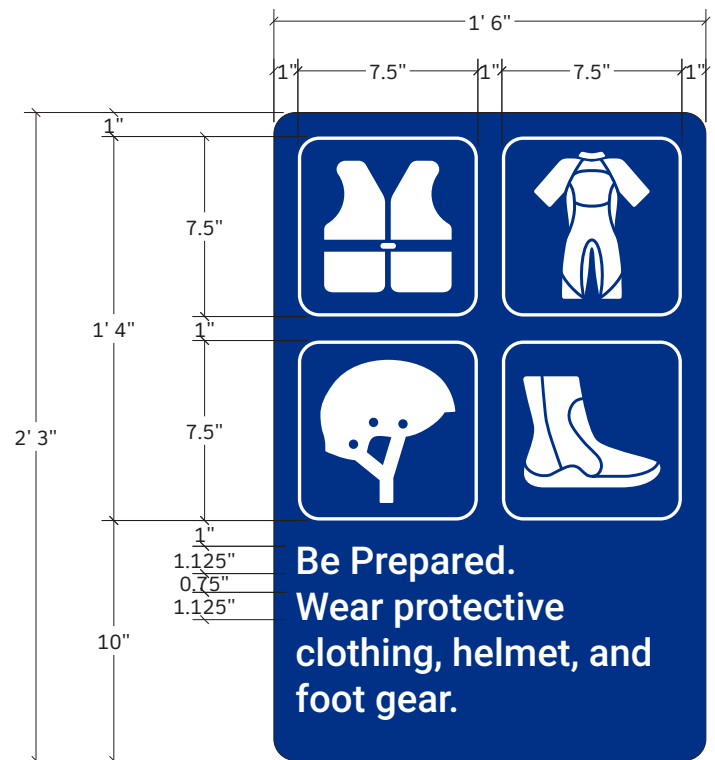 1' 6"
1" 7.5" 1" 7.5" 1"
1"
7.5"
1' 4"
1"
2' 3"
7.5"
1"
1.125"
0.75"
1.125"
10"
Be Prepared.
Wear protective
clothing, helmet, and
foot gear.